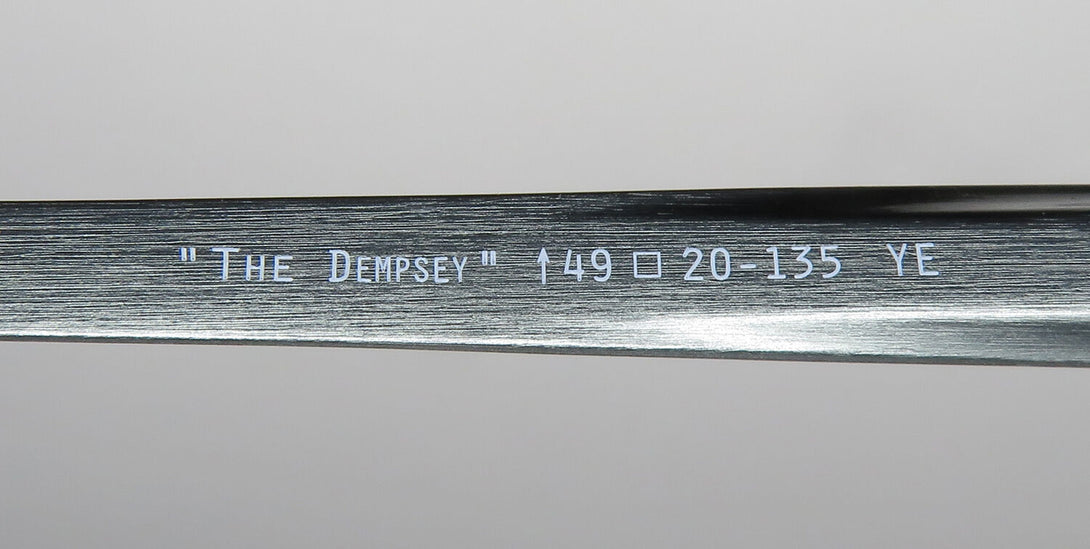 "The Dempsey" ↑49 □ 20-135 YE